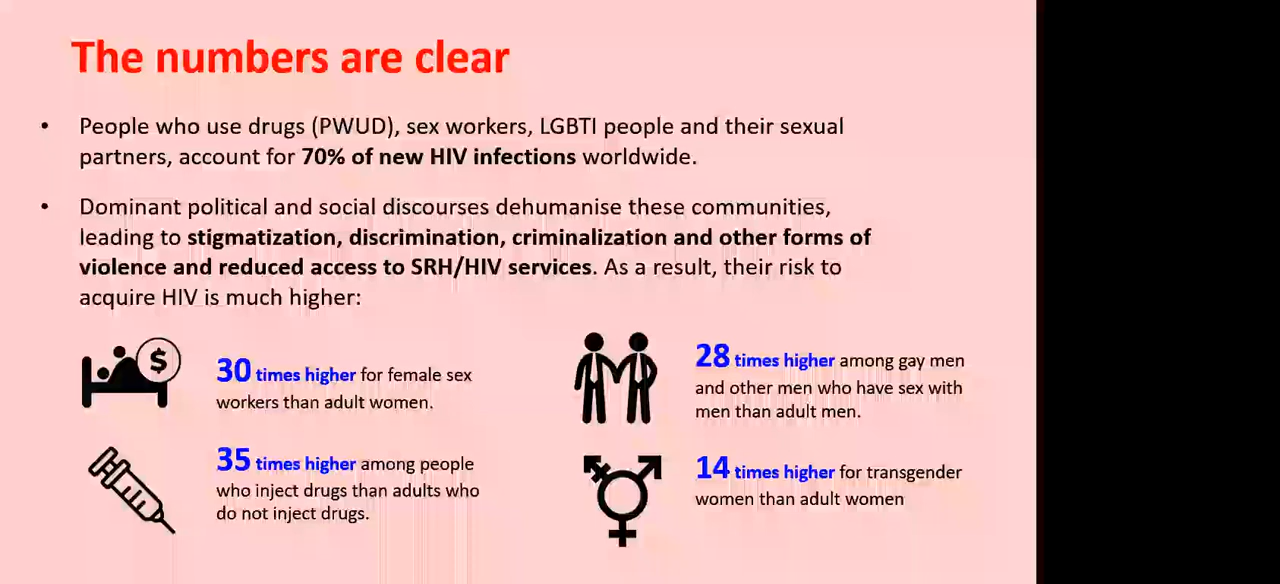 The numbers are clear
• People who use drugs (PWUD), sex workers, LGBTI people and their sexual
partners, account for 70% of new HIV infections worldwide.
• Dominant political and social discourses dehumanise these communities,
leading to stigmatization, discrimination, criminalization and other forms of
violence and reduced access to SRH/HIV services. As a result, their risk to
acquire HIV is much higher:
$
30 times higher for female sex
workers than adult women.
28 times higher among gay men
and other men who have sex with
men than adult men.
35 times higher among people
who inject drugs than adults who
do not inject drugs.
14 times higher for transgender
women than adult women